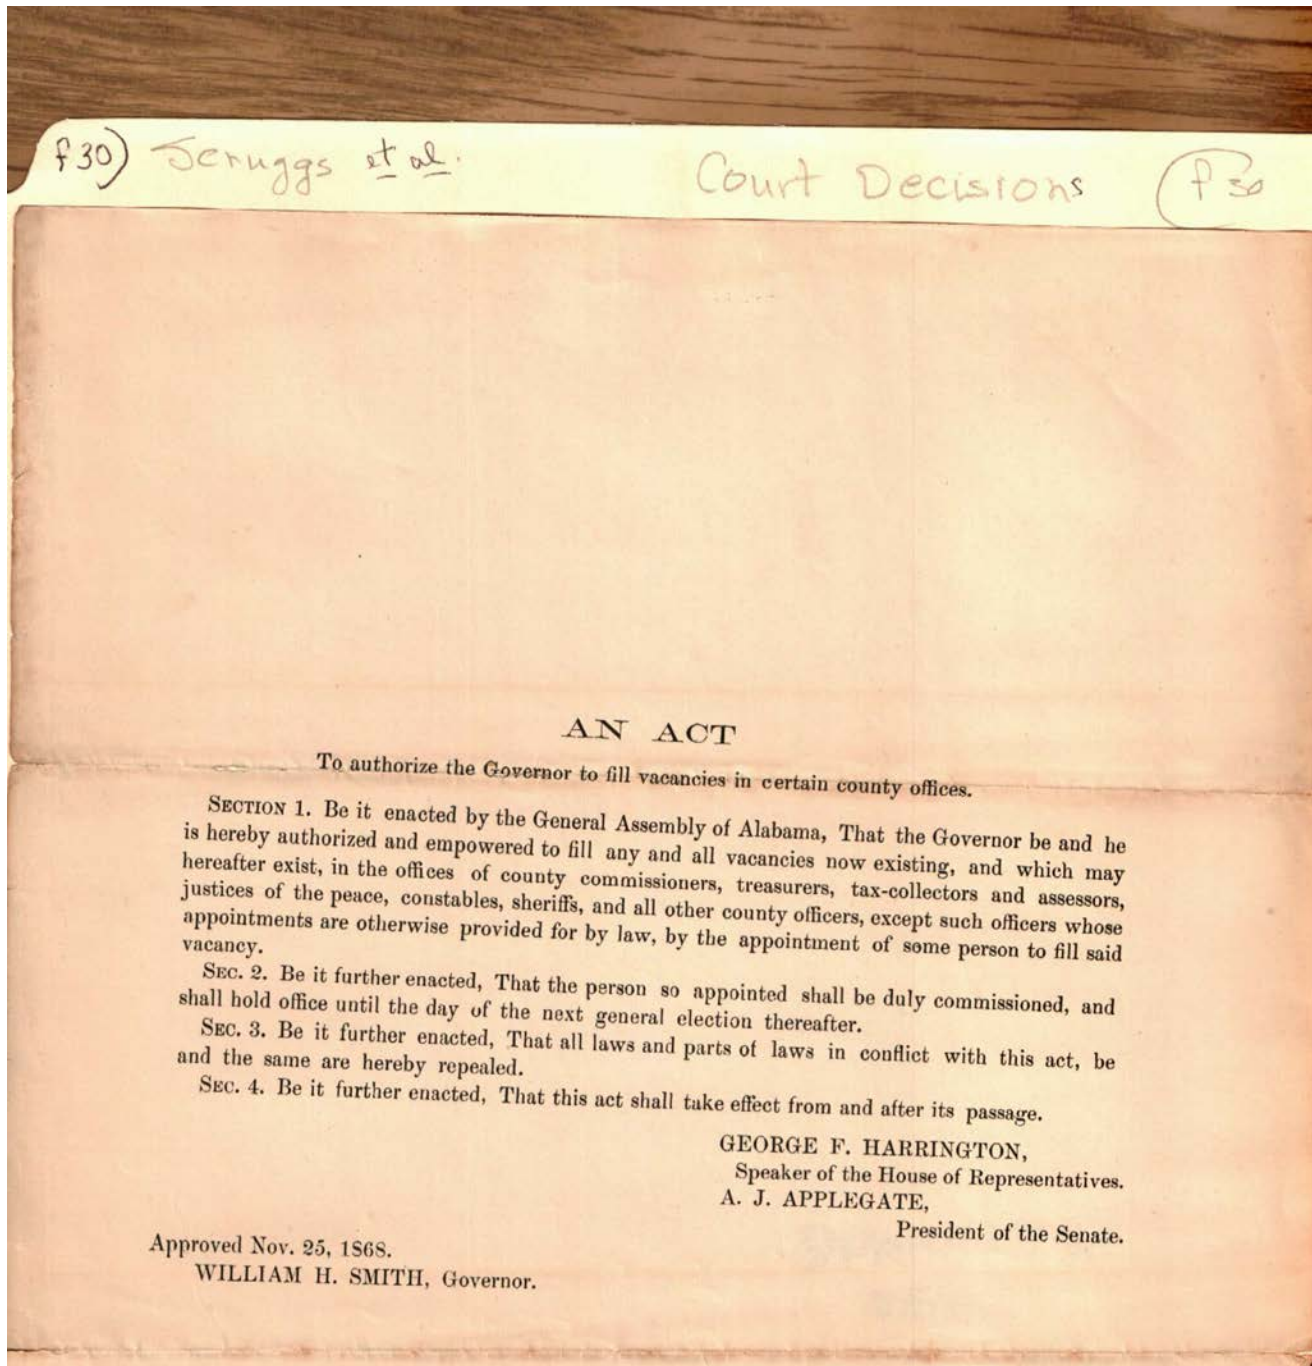 f 30) Scruggs et al. Court Decisions (f 30
AN ACT
To authorize the Governor to fill vacancies in certain county offices.
SECTION 1. Be it enacted by the General Assembly of Alabama, That the Governor be and he
is hereby authorized and empowered to fill any and all vacancies now existing, and which may
hereafter exist, in the offices of county commissioners, treasurers, tax-collectors and assessors,
justices of the peace, constables, sheriffs, and all other county officers, except such officers whose
appointments are otherwise provided for by law, by the appointment of some person to fill said
vacancy.
SEC. 2. Be it further enacted, That the person so appointed shall be duly commissioned, and
shall hold office until the day of the next general election thereafter.
SEC. 3. Be it further enacted, That all laws and parts of laws in conflict with this act, be
and the same are hereby repealed.
SEC. 4. Be it further enacted, That this act shall take effect from and after its passage.
GEORGE F. HARRINGTON,
Speaker of the House of Representatives.
A. J. APPLEGATE,
President of the Senate.
Approved Nov. 25, 1868.
WILLIAM H. SMITH, Governor.